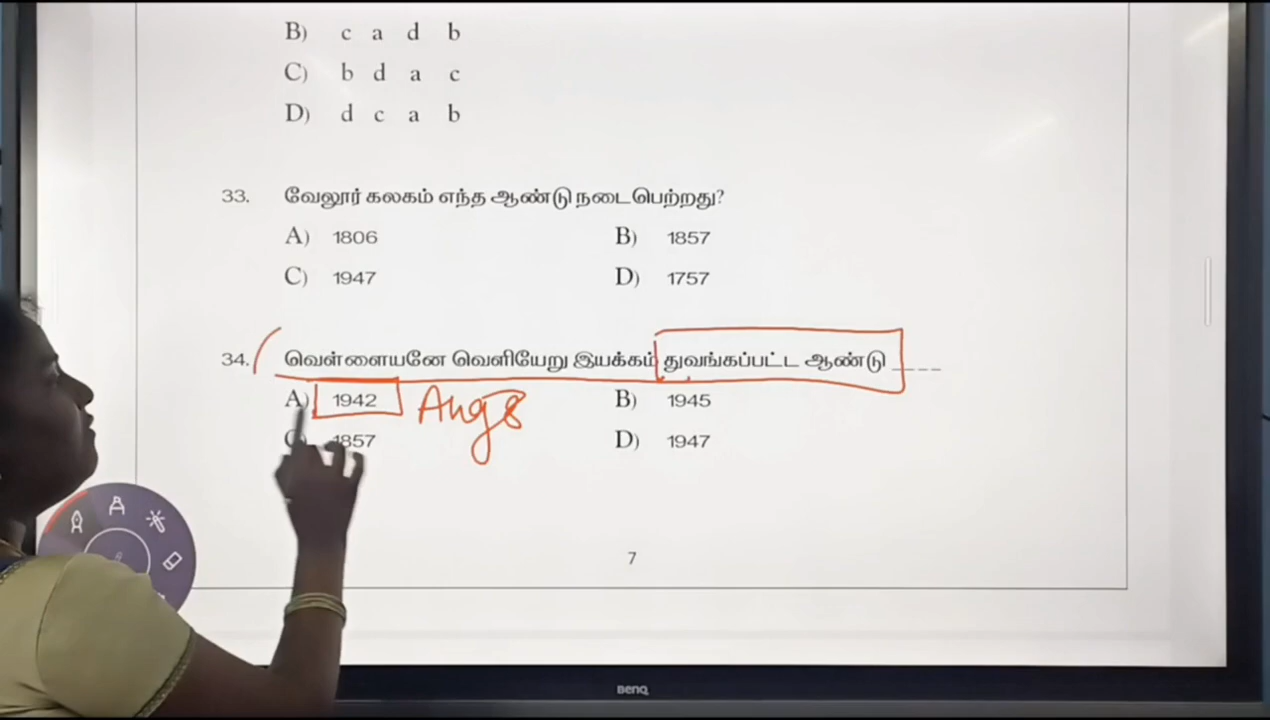 B) c a d b
C) b d a c
D) d c a b
33. வேலூர் கலகம் எந்த ஆண்டு நடைபெற்றது?
A) 1806 B) 1857
C) 1947 D) 1757
34. வெள்ளையனே வெளியேறு இயக்கம் துவங்கப்பட்ட ஆண்டு ____
A) 1942 Aug 8 B) 1945
C) 1857 D) 1947
7
BENQ